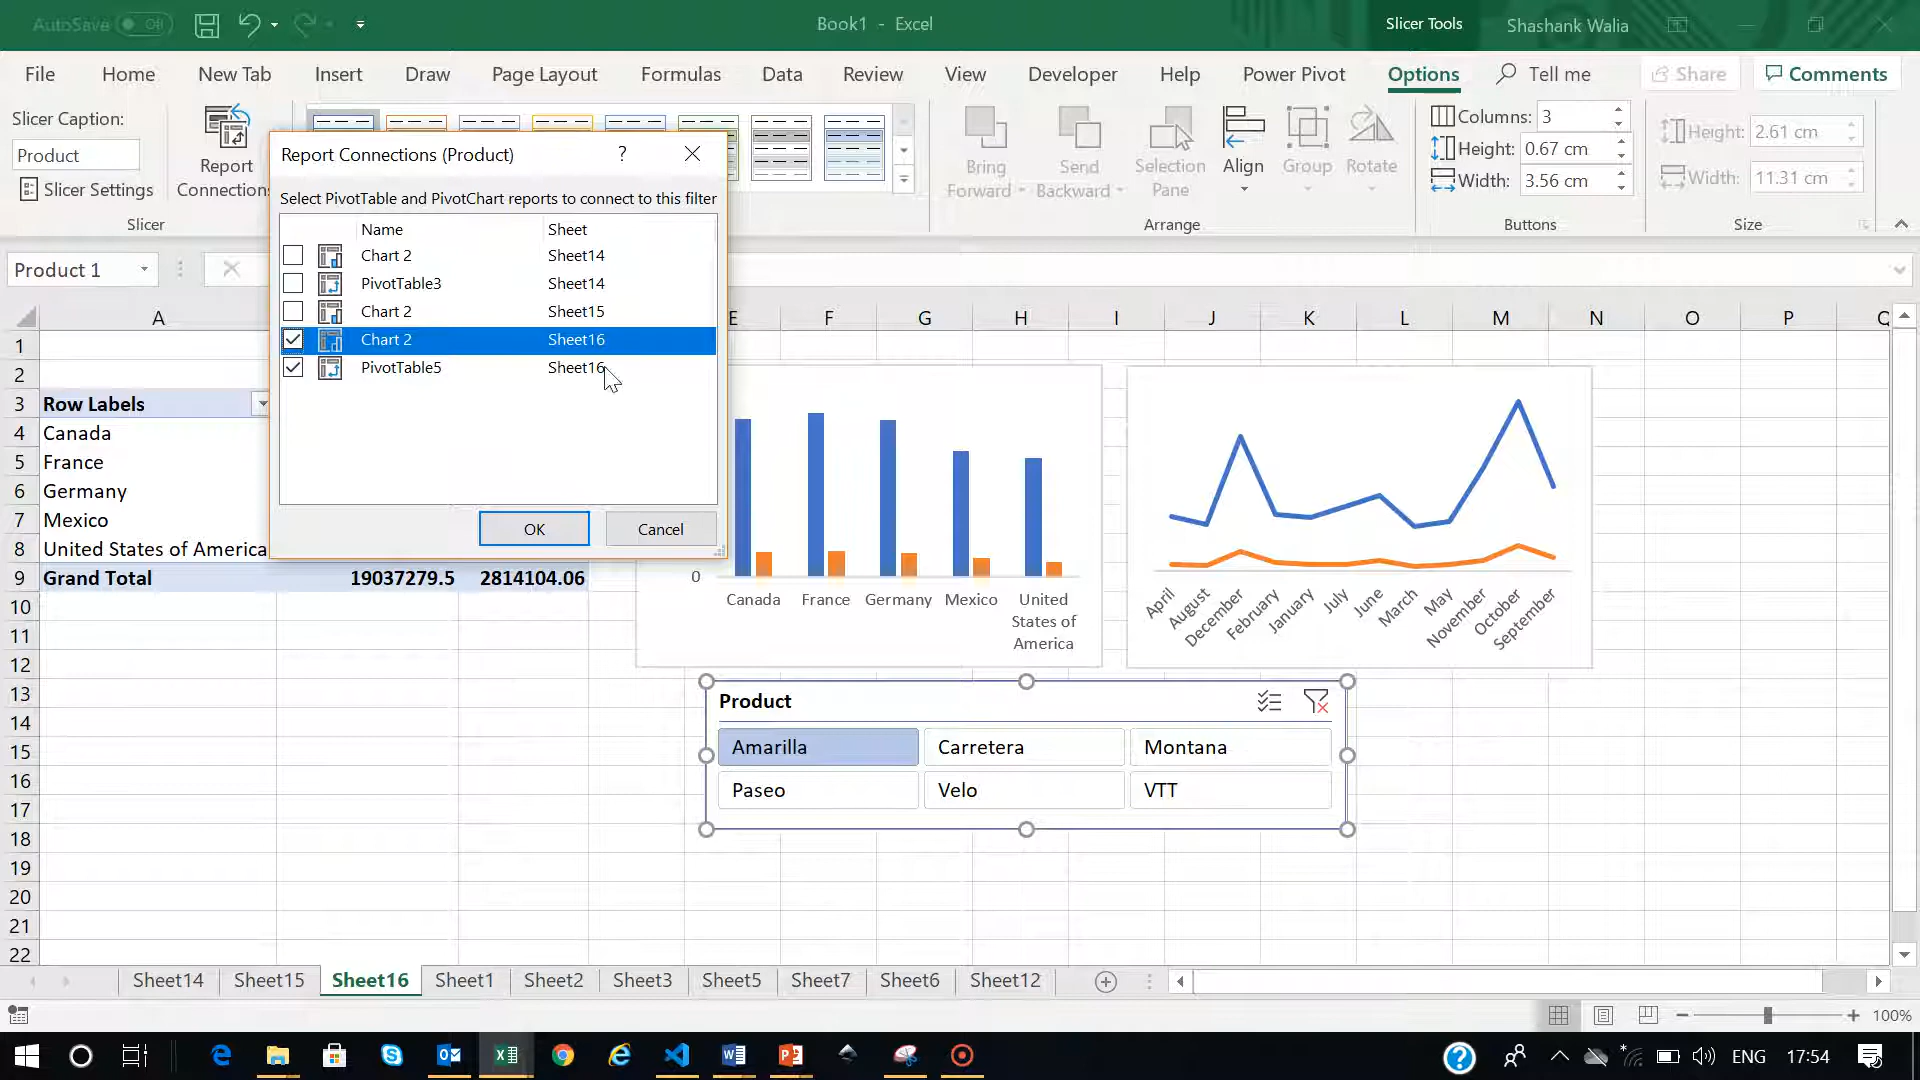 AutoSave Off
Book1 - Excel
Slicer Tools
Shashank Walia
File Home New Tab Insert Draw Page Layout Formulas Data Review View Developer Help Power Pivot Options Tell me Share Comments
Slicer Caption:
Product
Slicer Settings
Report
Connections
Slicer
Bring
Forward
Send
Backward
Selection
Pane
Align
Group
Rotate
Arrange
Columns: 3
Height: 0.67 cm
Width: 3.56 cm
Buttons
Height: 2.61 cm
Width: 11.31 cm
Size
Report Connections (Product) ?
Select PivotTable and PivotChart reports to connect to this filter
Name Sheet
Chart 2 Sheet14
PivotTable3 Sheet14
Chart 2 Sheet15
Chart 2 Sheet16
PivotTable5 Sheet16
OK Cancel
Product 1
A E F G H I J K L M N O P Q
1
2
3 Row Labels
4 Canada
5 France
6 Germany
7 Mexico
8 United States of America
9 Grand Total 19037279.5 2814104.06
10
11
12
13
14
15
16
17
18
19
20
21
22
0
Canada France Germany Mexico United
States of
America
April August December February January July June March May November October September
Product
Amarilla Carretera Montana
Paseo Velo VTT
Sheet14 Sheet15 Sheet16 Sheet1 Sheet2 Sheet3 Sheet5 Sheet7 Sheet6 Sheet12
100%
ENG 17:54